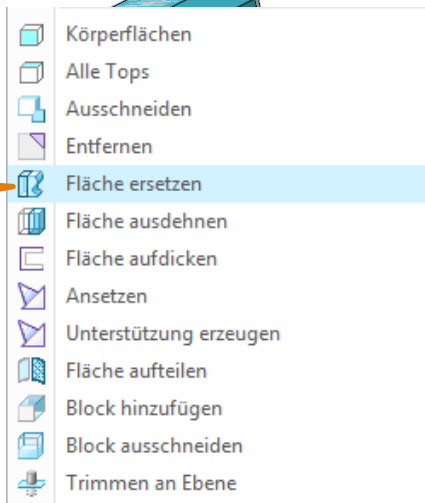 Körperflächen
Alle Tops
Ausschneiden
Entfernen
Fläche ersetzen
Fläche ausdehnen
Fläche aufdicken
Ansetzen
Unterstützung erzeugen
Fläche aufteilen
Block hinzufügen
Block ausschneiden
Trimmen an Ebene